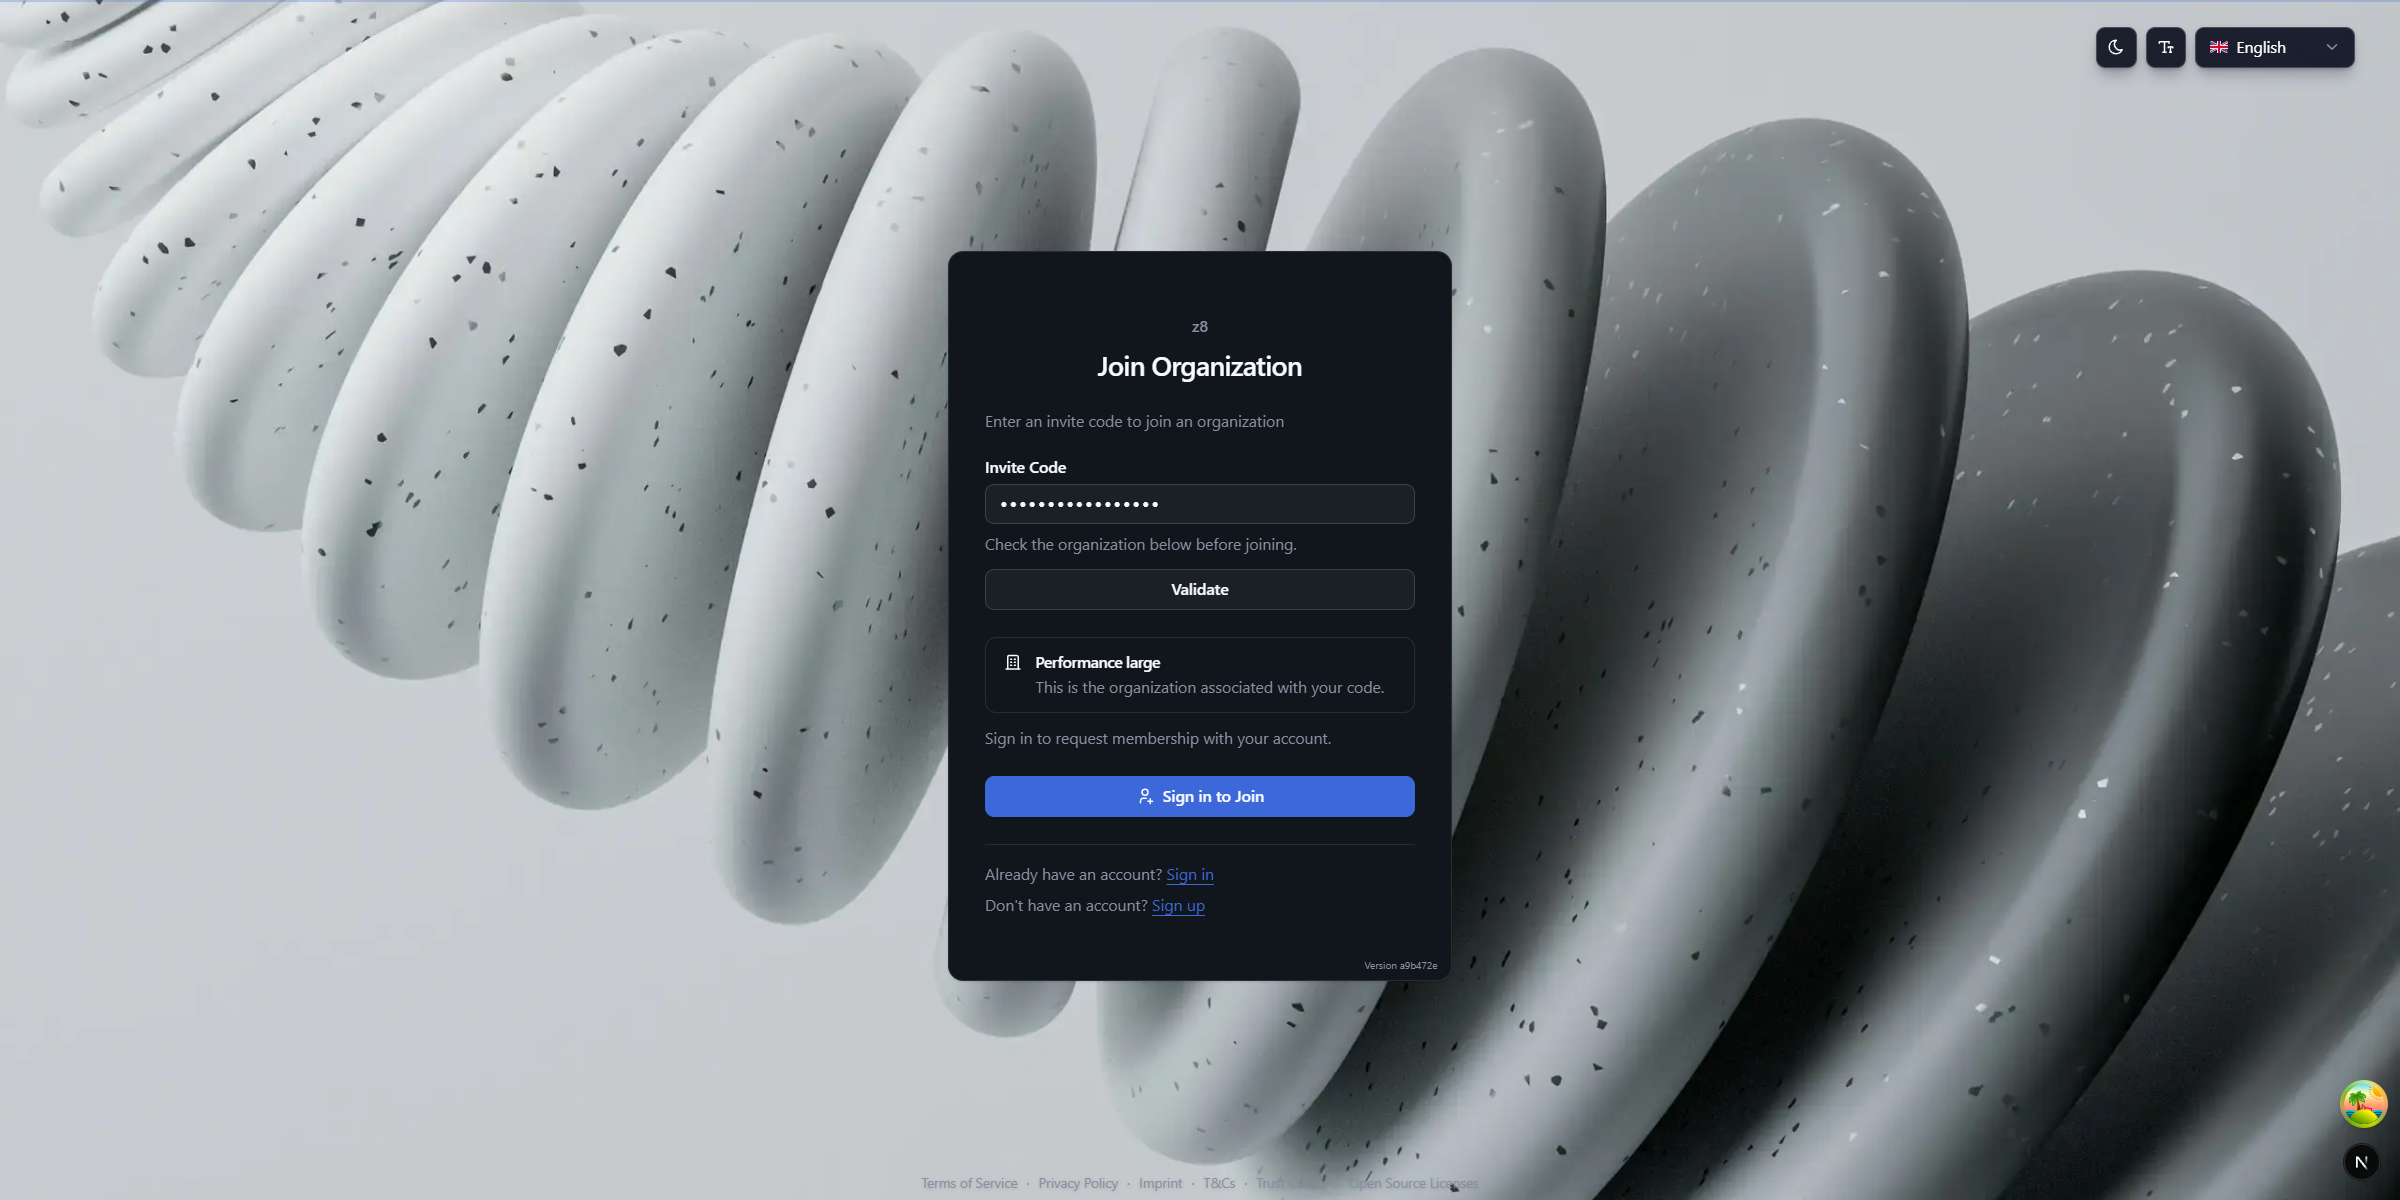 English
z8
Join Organization
Enter an invite code to join an organization
Invite Code
•••••••••••••••••
Check the organization below before joining.
Validate
Performance large
This is the organization associated with your code.
Sign in to request membership with your account.
Sign in to Join
Already have an account? Sign in
Don't have an account? Sign up
Version a9b472e
Terms of Service · Privacy Policy · Imprint · T&Cs · Trust · Open Source Licenses